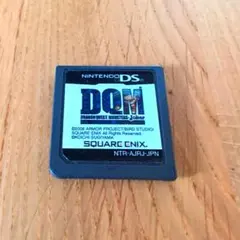 NINTENDO DS
DQM
DRAGON QUEST MONSTERS Joker
©2006 ARMOR PROJECT/BIRD STUDIO/
SQUARE ENIX All Rights Reserved.
©KOICHI SUGIYAMA
SQUARE ENIX
NTR-AJRJ-JPN